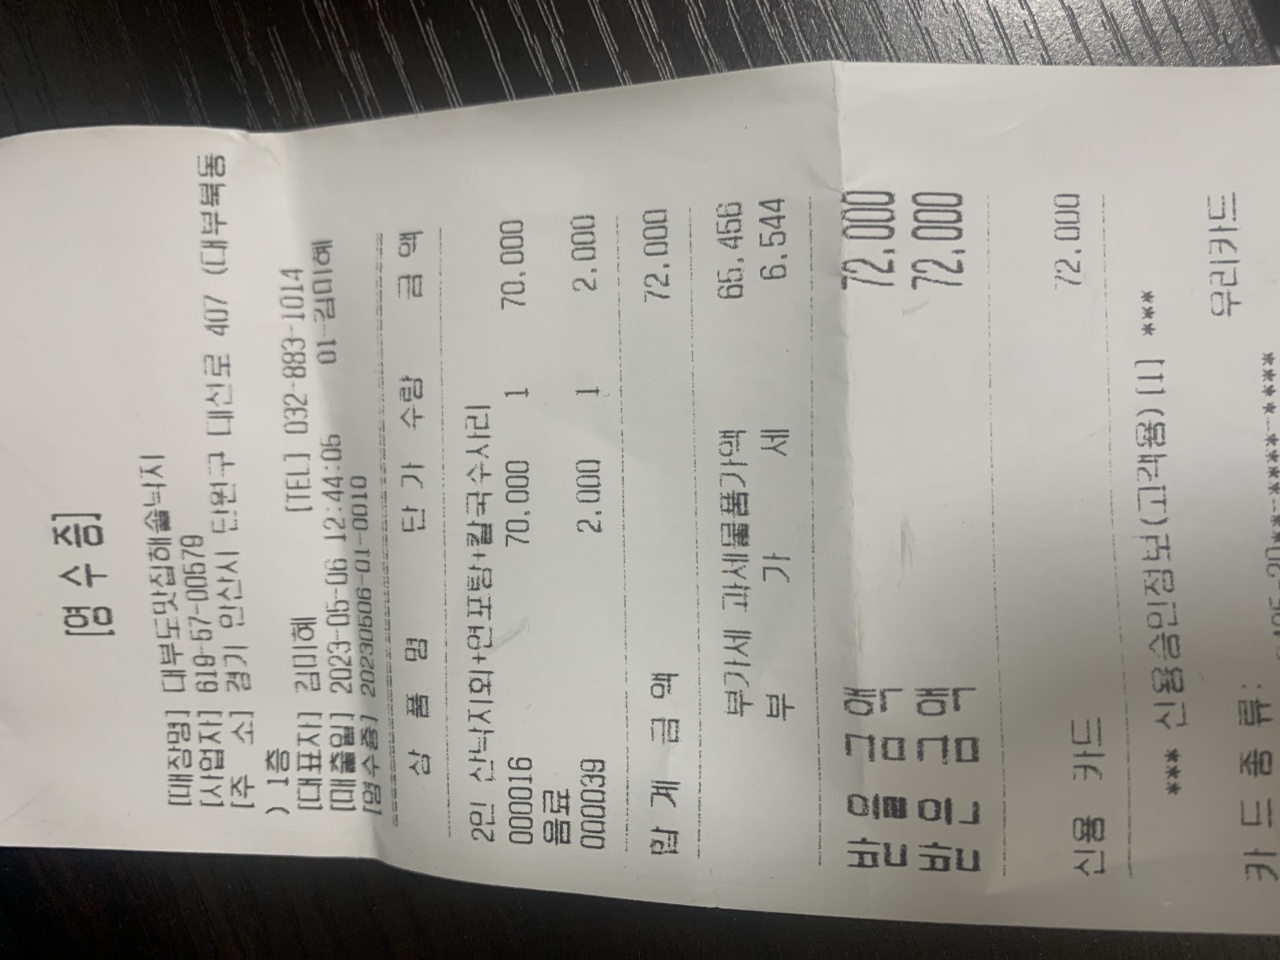 [영 수 증]
[매장명] 대부도맛집해솔낙지
[사업자] 619-67-00579
[주 소] 경기 안산시 단원구 대선로 407 (대부북동
) 1층
[대표자] 김미혜 [TEL] 032-883-1014
[매출일] 2023-05-06 12:44:05 01-김미혜
[영수증] 20230506-01-0010
상 품 명 단 가 수량 금 액
2인 산낙지회+연포탕+칼국수사리
000016 70,000 1 70,000
음료
000039 2,000 1 2,000
합 계 금 액 72,000
부가세 과세물품가액 65,456
부 가 세 6,544
받을금액 72,000
받은금액 72,000
신용 카드 72,000
*** 신용승인정보(고객용) [1] ***
카 드 종 류: 우리카드